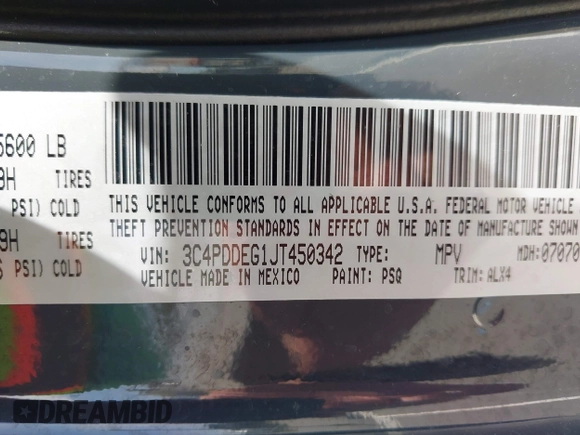 5600 LB
9H TIRES
PSI) COLD
9H TIRES
PSI) COLD
THIS VEHICLE CONFORMS TO ALL APPLICABLE U.S.A. FEDERAL MOTOR VEHICLE
THEFT PREVENTION STANDARDS IN EFFECT ON THE DATE OF MANUFACTURE SHOWN
VIN: 3C4PDDEG1JT450342 TYPE: MPV MDH: 07070
VEHICLE MADE IN MEXICO PAINT: PSQ TRIM: ALX4
DREAMBID